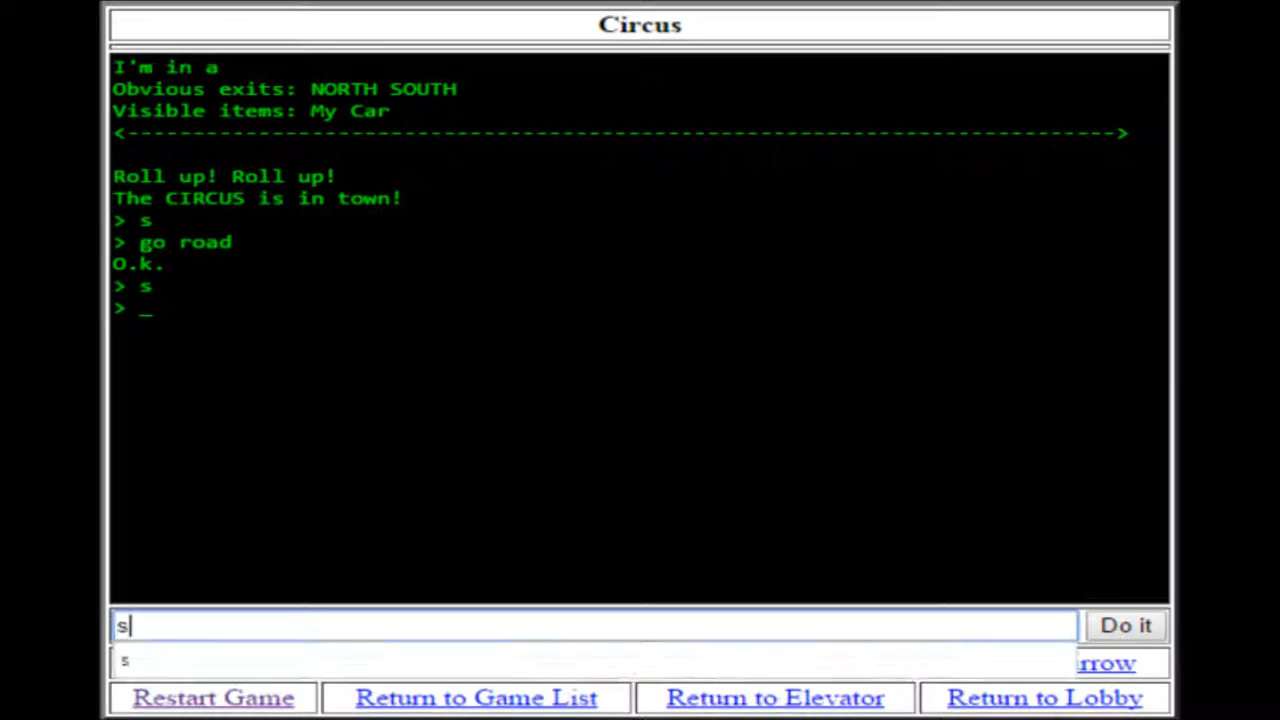 Circus
I'm in a
Obvious exits: NORTH SOUTH
Visible items: My Car
<---------------------------------------------------------------------------->
Roll up! Roll up!
The CIRCUS is in town!
> s
> go road
O.k.
> s
> _
s
Do it
s
rrow
Restart Game
Return to Game List
Return to Elevator
Return to Lobby